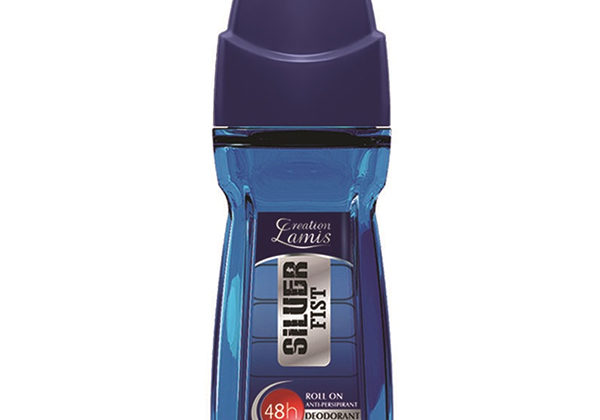 Creation
Lamis
SiLVER
FIST
ROLL ON
ANTI-PERSPIRANT
48h
DEODORANT